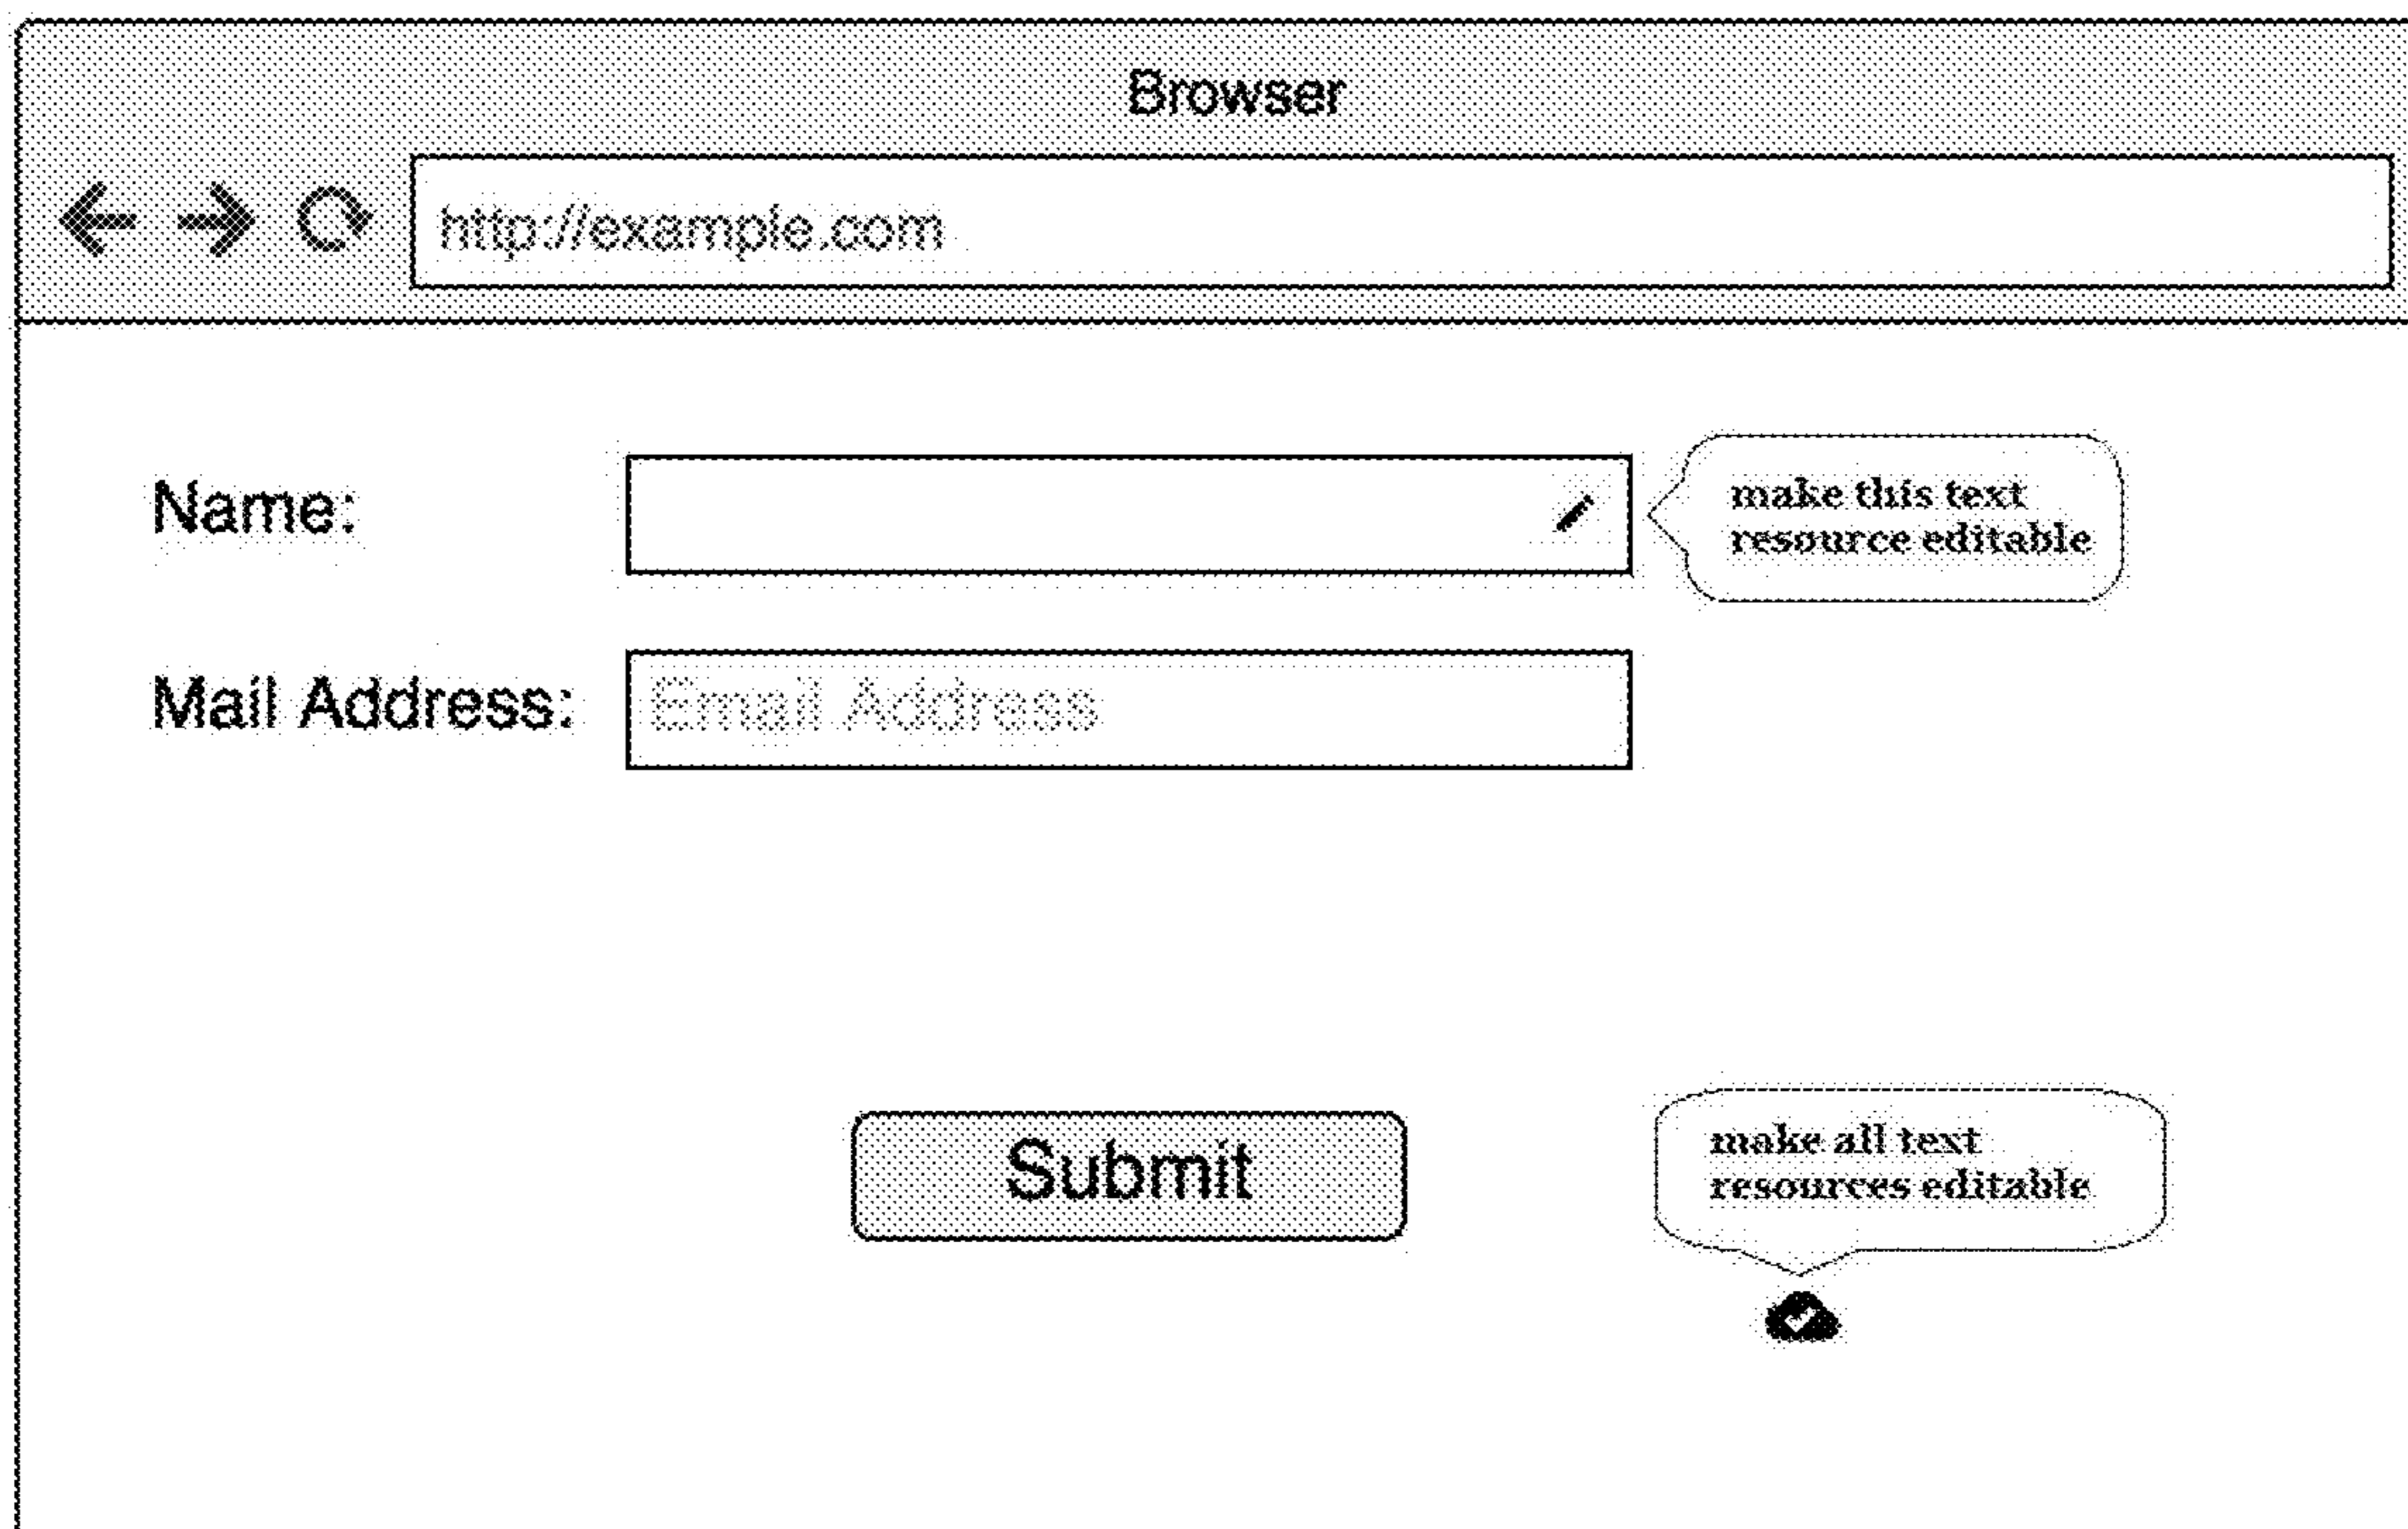 Browser
http://example.com
Name:
make this text
resource editable
Mail Address:
Email Address
Submit
make all text
resources editable